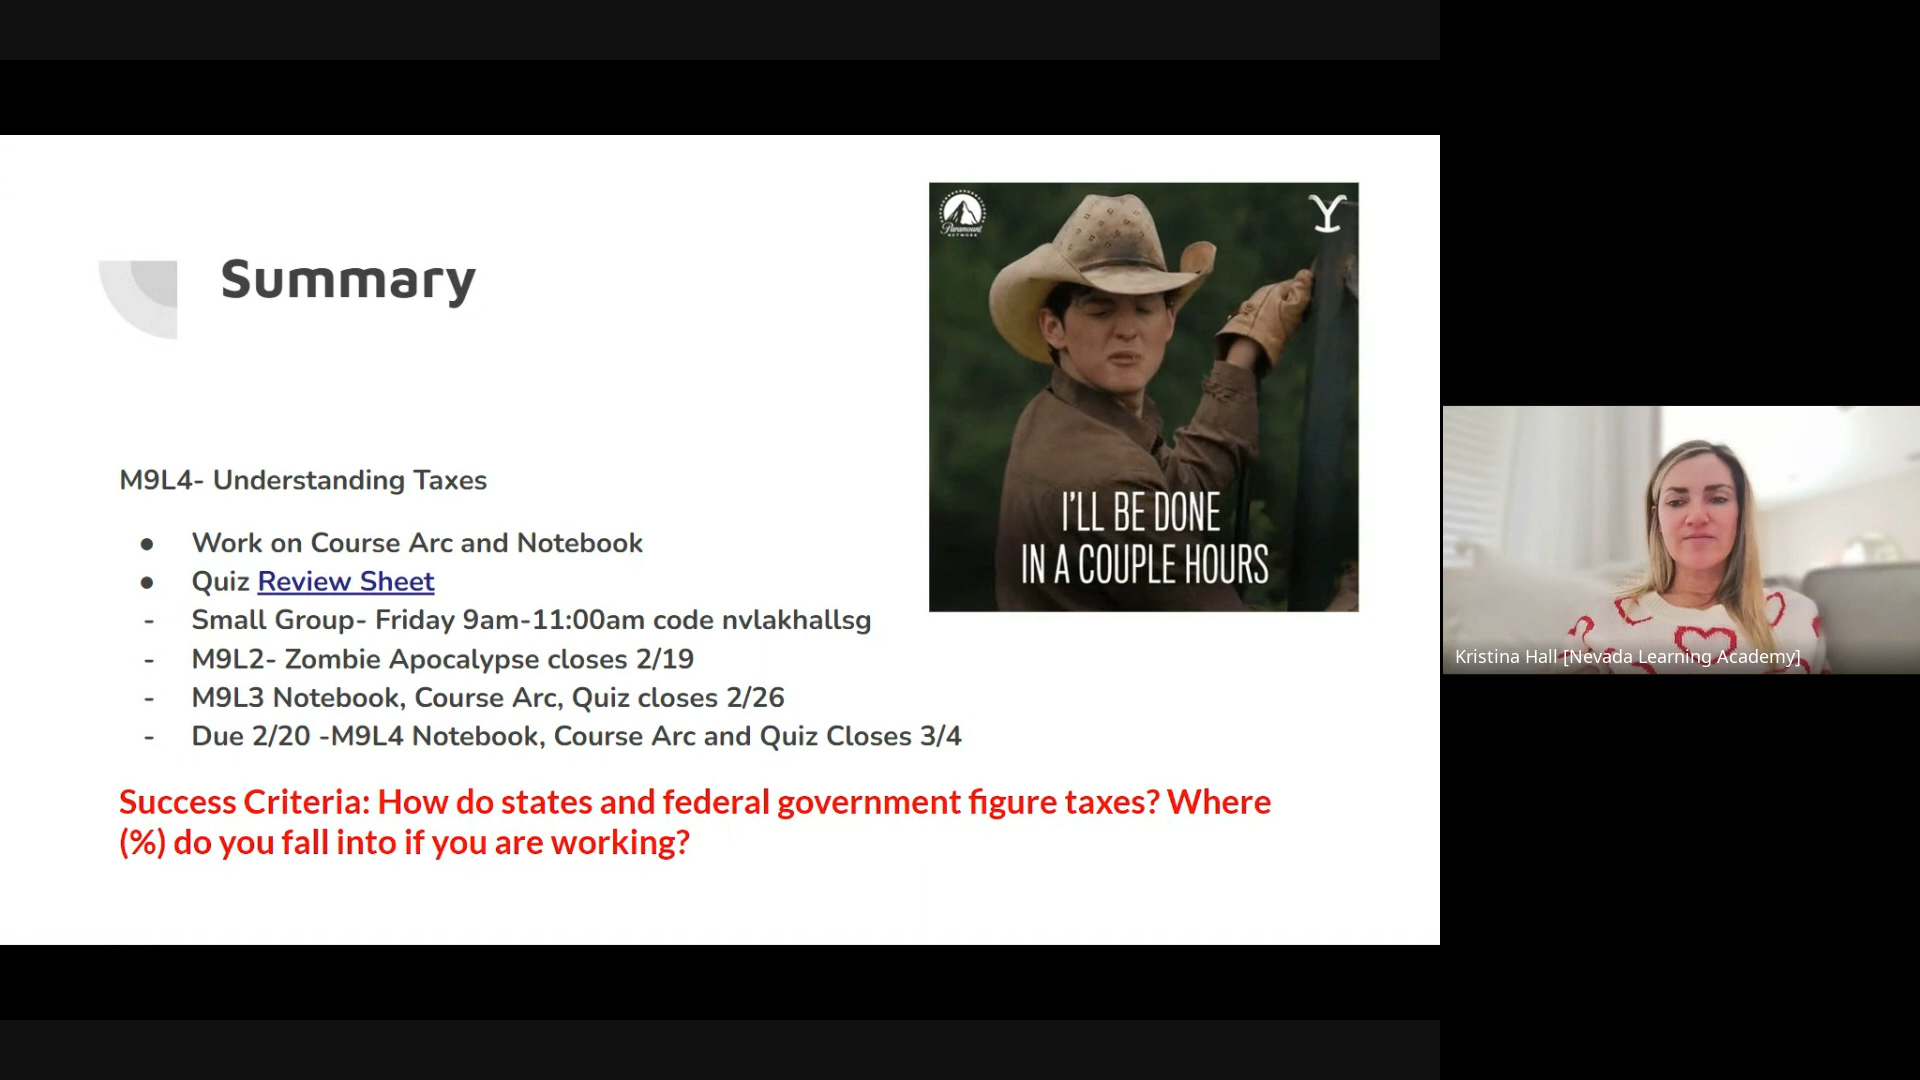 Summary
Paramount
NETWORK
Y
I'LL BE DONE
IN A COUPLE HOURS
M9L4- Understanding Taxes
● Work on Course Arc and Notebook
● Quiz Review Sheet
- Small Group- Friday 9am-11:00am code nvlakhallsg
- M9L2- Zombie Apocalypse closes 2/19
- M9L3 Notebook, Course Arc, Quiz closes 2/26
- Due 2/20 -M9L4 Notebook, Course Arc and Quiz Closes 3/4
Success Criteria: How do states and federal government figure taxes? Where
(%) do you fall into if you are working?
Kristina Hall [Nevada Learning Academy]